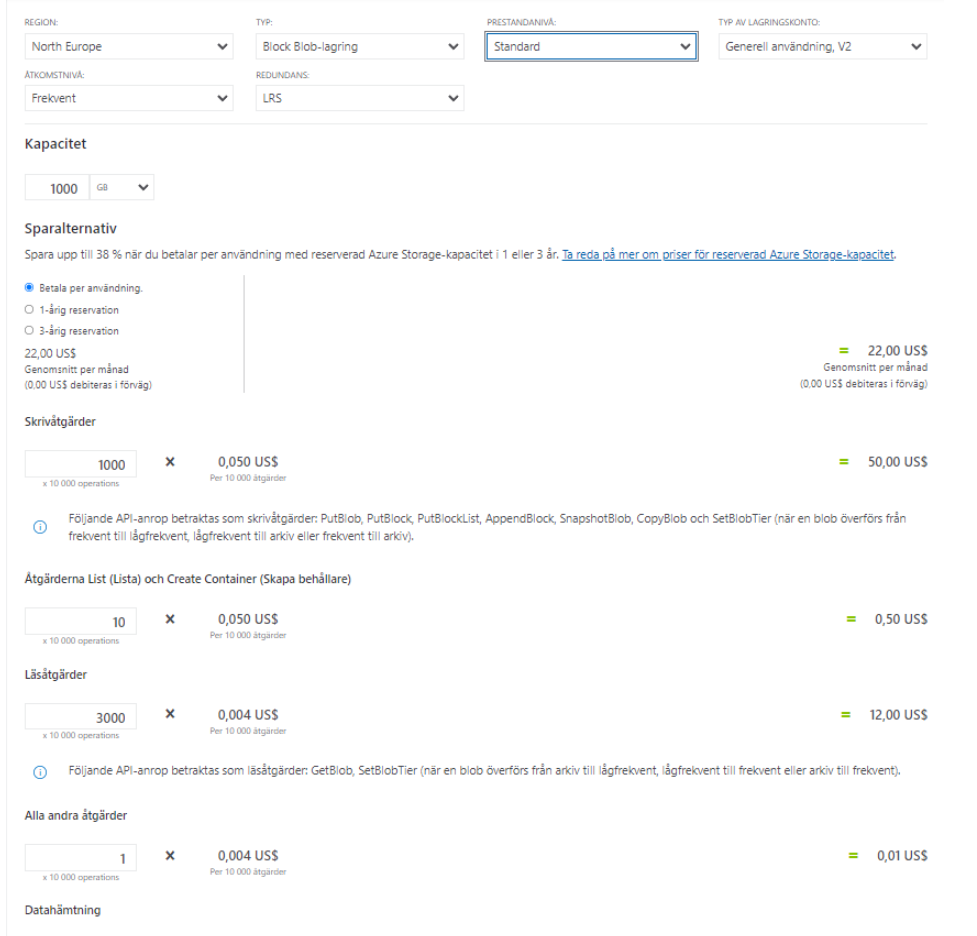 REGION: TYP: PRESTANDANIVÅ: TYP AV LAGRINGSKONTO:
North Europe Block Blob-lagring Standard Generell användning, V2
ÅTKOMSTNIVÅ: REDUNDANS:
Frekvent LRS
Kapacitet
1000 GB
Sparalternativ
Spara upp till 38 % när du betalar per användning med reserverad Azure Storage-kapacitet i 1 eller 3 år. Ta reda på mer om priser för reserverad Azure Storage-kapacitet.
Betala per användning.
1-årig reservation
3-årig reservation
22,00 US$
Genomsnitt per månad
(0,00 US$ debiteras i förväg)
= 22,00 US$
Genomsnitt per månad
(0,00 US$ debiteras i förväg)
Skrivåtgärder
1000 × 0,050 US$ = 50,00 US$
x 10 000 operations Per 10 000 åtgärder
Följande API-anrop betraktas som skrivåtgärder: PutBlob, PutBlock, PutBlockList, AppendBlock, SnapshotBlob, CopyBlob och SetBlobTier (när en blob överförs från
frekvent till lågfrekvent, lågfrekvent till arkiv eller frekvent till arkiv).
Åtgärderna List (Lista) och Create Container (Skapa behållare)
10 × 0,050 US$ = 0,50 US$
x 10 000 operations Per 10 000 åtgärder
Läsåtgärder
3000 × 0,004 US$ = 12,00 US$
x 10 000 operations Per 10 000 åtgärder
Följande API-anrop betraktas som läsåtgärder: GetBlob, SetBlobTier (när en blob överförs från arkiv till lågfrekvent, lågfrekvent till frekvent eller arkiv till frekvent).
Alla andra åtgärder
1 × 0,004 US$ = 0,01 US$
x 10 000 operations Per 10 000 åtgärder
Datahämtning